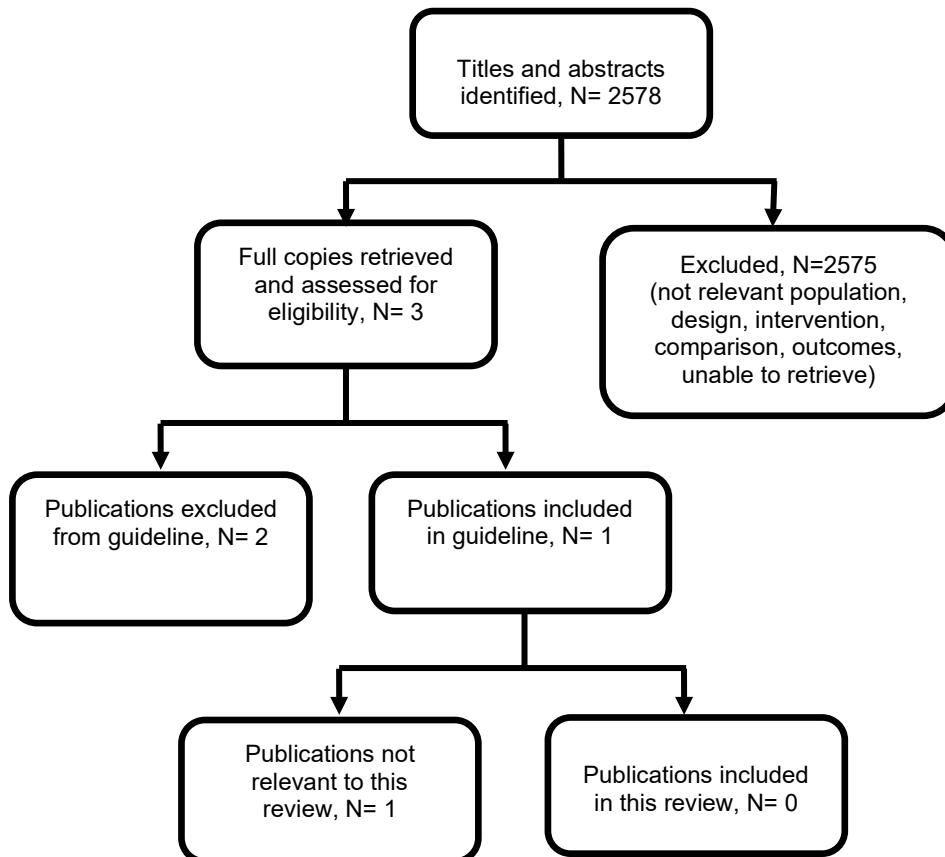 Titles and abstracts
identified, N= 2578
Full copies retrieved
and assessed for
eligibility, N= 3
Excluded, N=2575
(not relevant population,
design, intervention,
comparison, outcomes,
unable to retrieve)
Publications excluded
from guideline, N= 2
Publications included
in guideline, N= 1
Publications not
relevant to this
review, N= 1
Publications included
in this review, N= 0